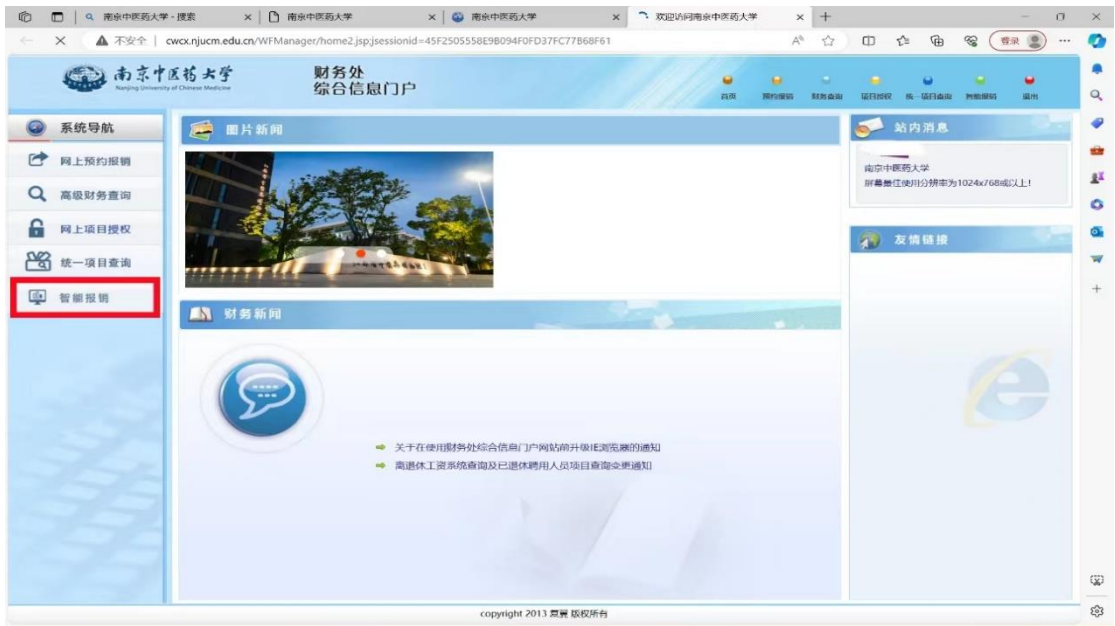 南京中医药大学 - 搜索
南京中医药大学
南京中医药大学
欢迎访问南京中医药大学
不安全
cwcx.njucm.edu.cn/WFManager/home2.jsp;jsessionid=45F2505558E9B094F0FD37FC77B68F61
登录
南京中医药大学
Nanjing University of Chinese Medicine
财务处
综合信息门户
首页 预约报销 财务查询 项目授权 统一项目查询 智能报销 退出
系统导航
网上预约报销
高级财务查询
网上项目授权
统一项目查询
智能报销
图片新闻
财务新闻
关于在使用财务处综合信息门户网站前升级IE浏览器的通知
离退休工资系统查询及已退休聘用人员项目查询变更通知
站内消息
南京中医药大学
屏幕最佳使用分辨率为1024x768或以上!
友情链接
copyright 2013 复翼 版权所有